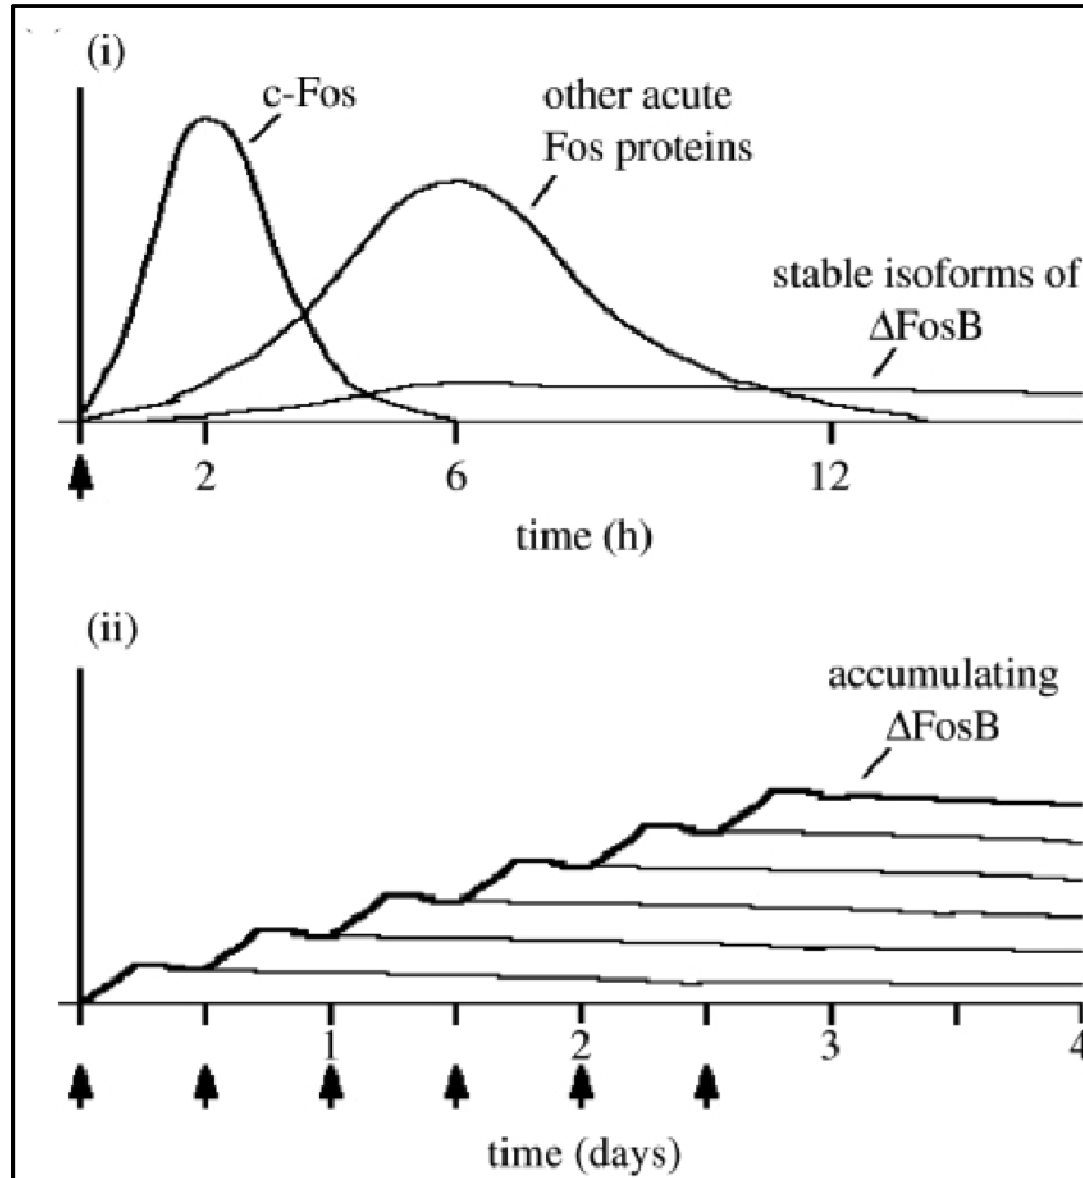 (i)
c-Fos
other acute
Fos proteins
stable isoforms of
ΔFosB
2 6 12
time (h)
(ii)
accumulating
ΔFosB
1 2 3 4
time (days)